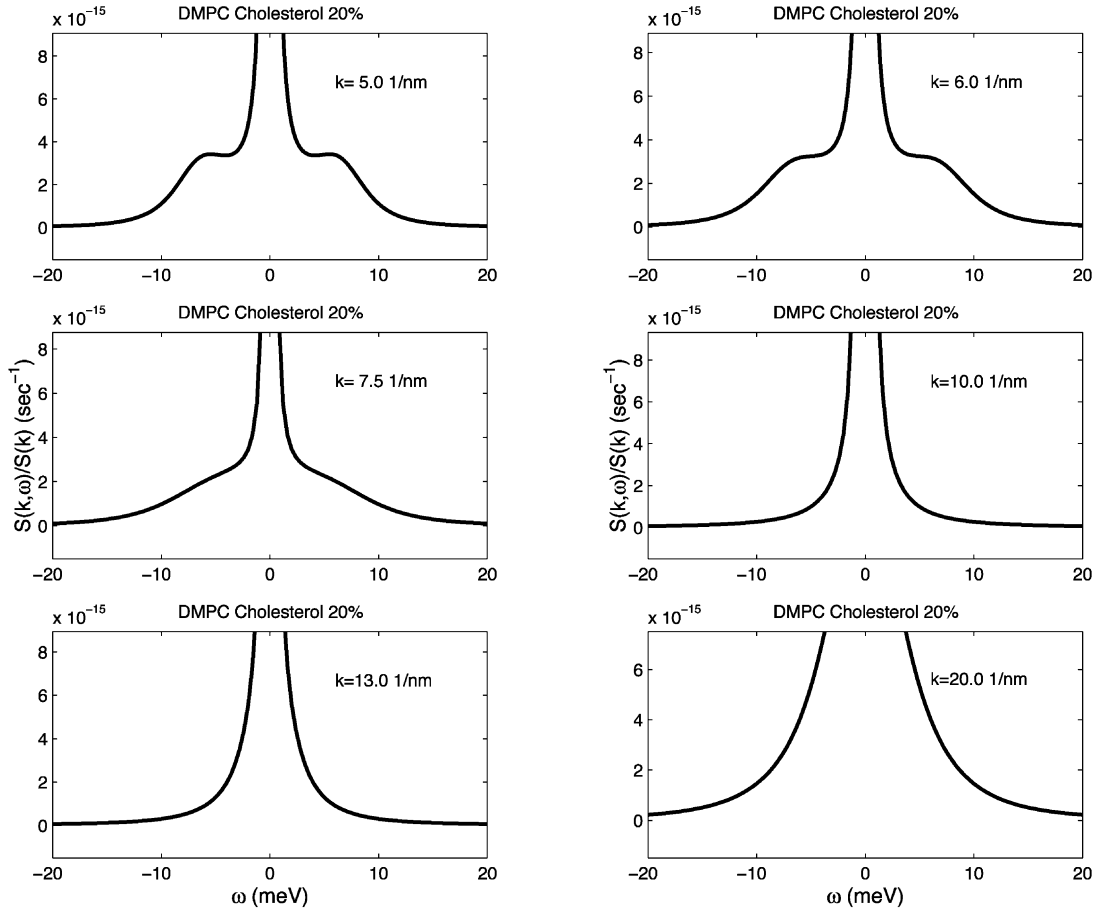 x 10−15
DMPC Cholesterol 20%
k= 5.0 1/nm
8
6
4
2
0
−20
−10
0
10
20
x 10−15
DMPC Cholesterol 20%
k= 6.0 1/nm
8
6
4
2
0
−20
−10
0
10
20
x 10−15
DMPC Cholesterol 20%
k= 7.5 1/nm
S(k,ω)/S(k) (sec−1)
8
6
4
2
0
−20
−10
0
10
20
x 10−15
DMPC Cholesterol 20%
k=10.0 1/nm
S(k,ω)/S(k) (sec−1)
8
6
4
2
0
−20
−10
0
10
20
x 10−15
DMPC Cholesterol 20%
k=13.0 1/nm
8
6
4
2
0
−20
−10
0
10
20
ω (meV)
x 10−15
DMPC Cholesterol 20%
k=20.0 1/nm
6
4
2
0
−20
−10
0
10
20
ω (meV)